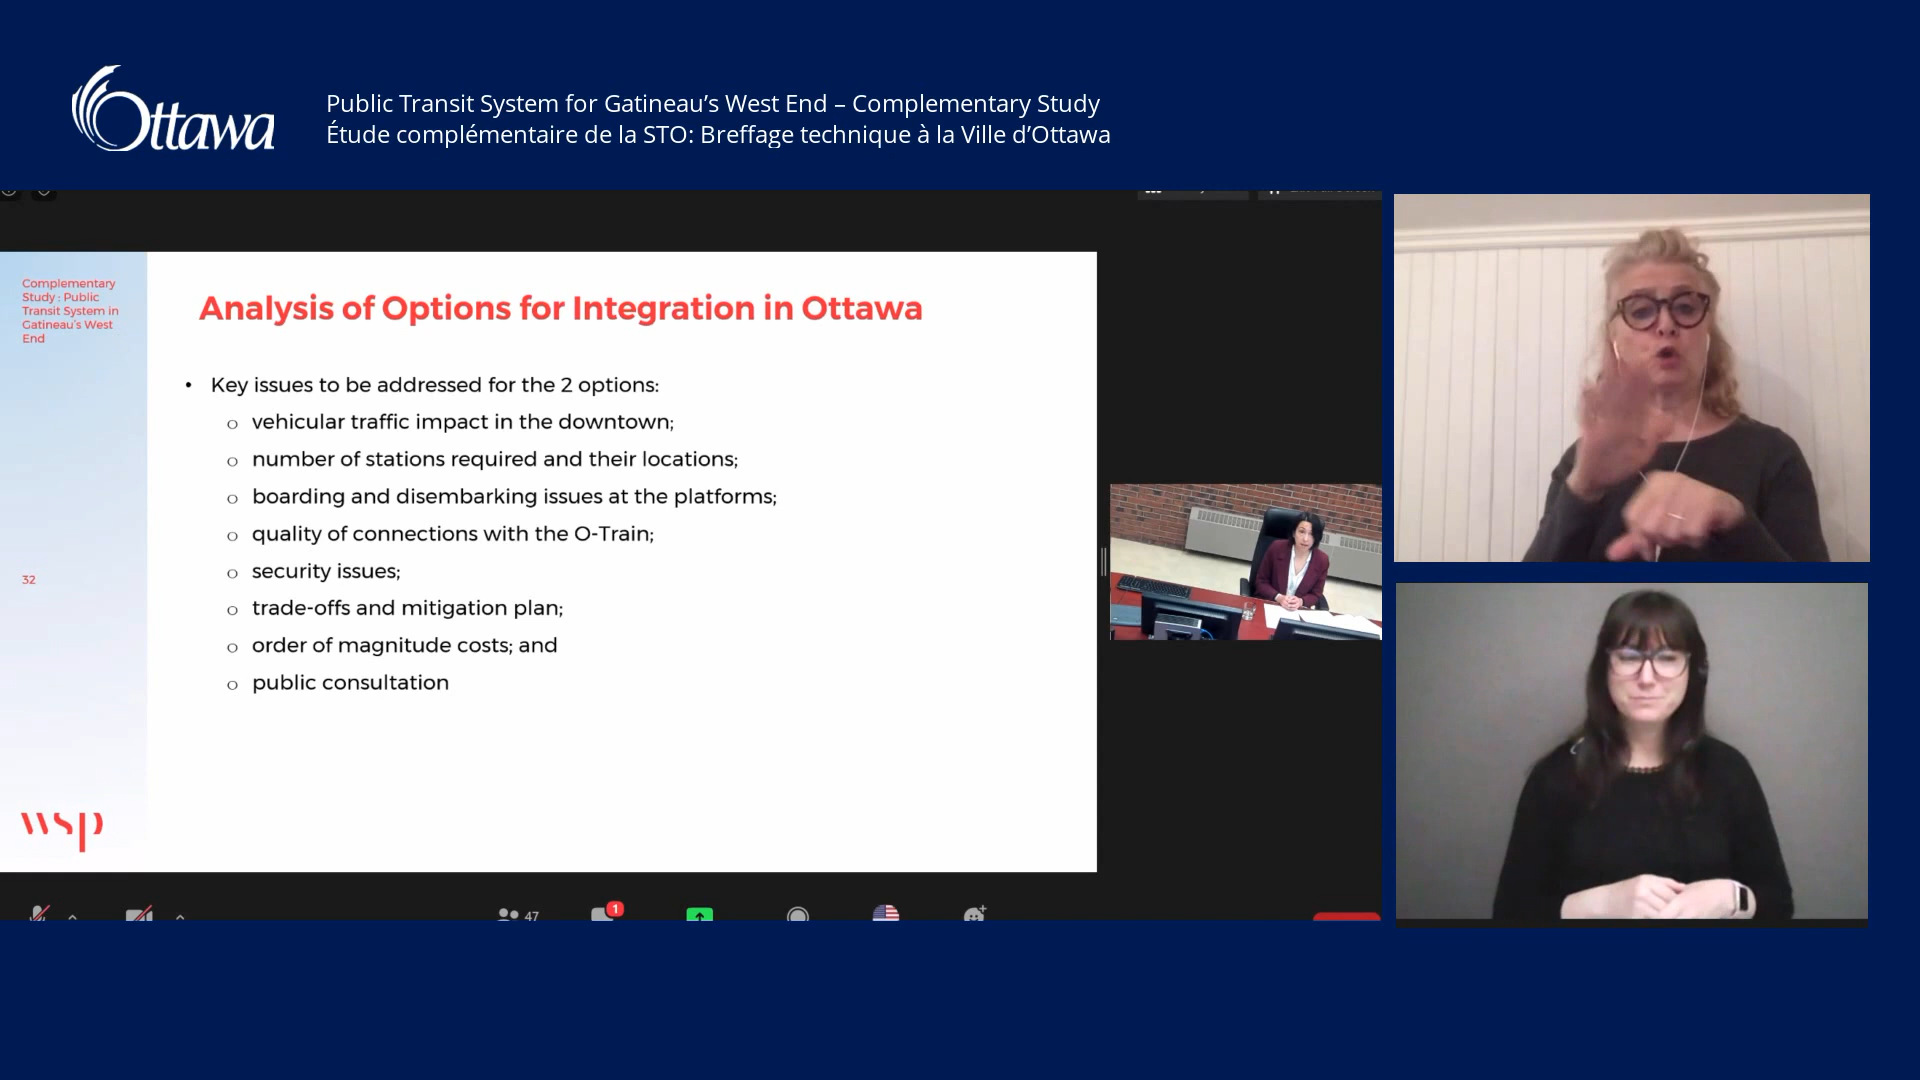 Ottawa
Public Transit System for Gatineau’s West End – Complementary Study
Étude complémentaire de la STO: Breffage technique à la Ville d’Ottawa
Complementary
Study : Public
Transit System in
Gatineau's West
End
32
wsp
Analysis of Options for Integration in Ottawa
• Key issues to be addressed for the 2 options:
o vehicular traffic impact in the downtown;
o number of stations required and their locations;
o boarding and disembarking issues at the platforms;
o quality of connections with the O-Train;
o security issues;
o trade-offs and mitigation plan;
o order of magnitude costs; and
o public consultation
47
1